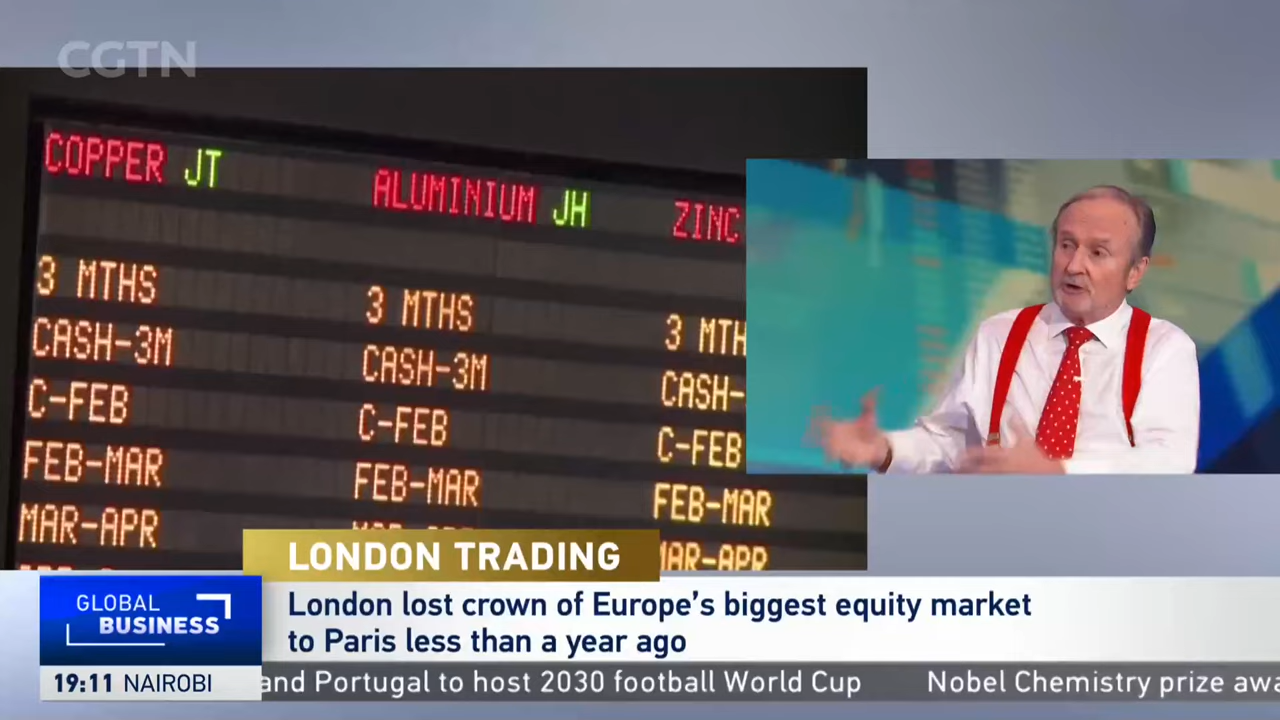 CGTN
COPPER JT
ALUMINIUM JH
ZINC
3 MTHS
3 MTHS
3 MTH
CASH-3M
CASH-3M
CASH-
C-FEB
C-FEB
C-FEB
FEB-MAR
FEB-MAR
FEB-MAR
MAR-APR
MAR-APR
LONDON TRADING
London lost crown of Europe's biggest equity market
to Paris less than a year ago
GLOBAL
BUSINESS
19:11 NAIROBI
and Portugal to host 2030 football World Cup Nobel Chemistry prize awa